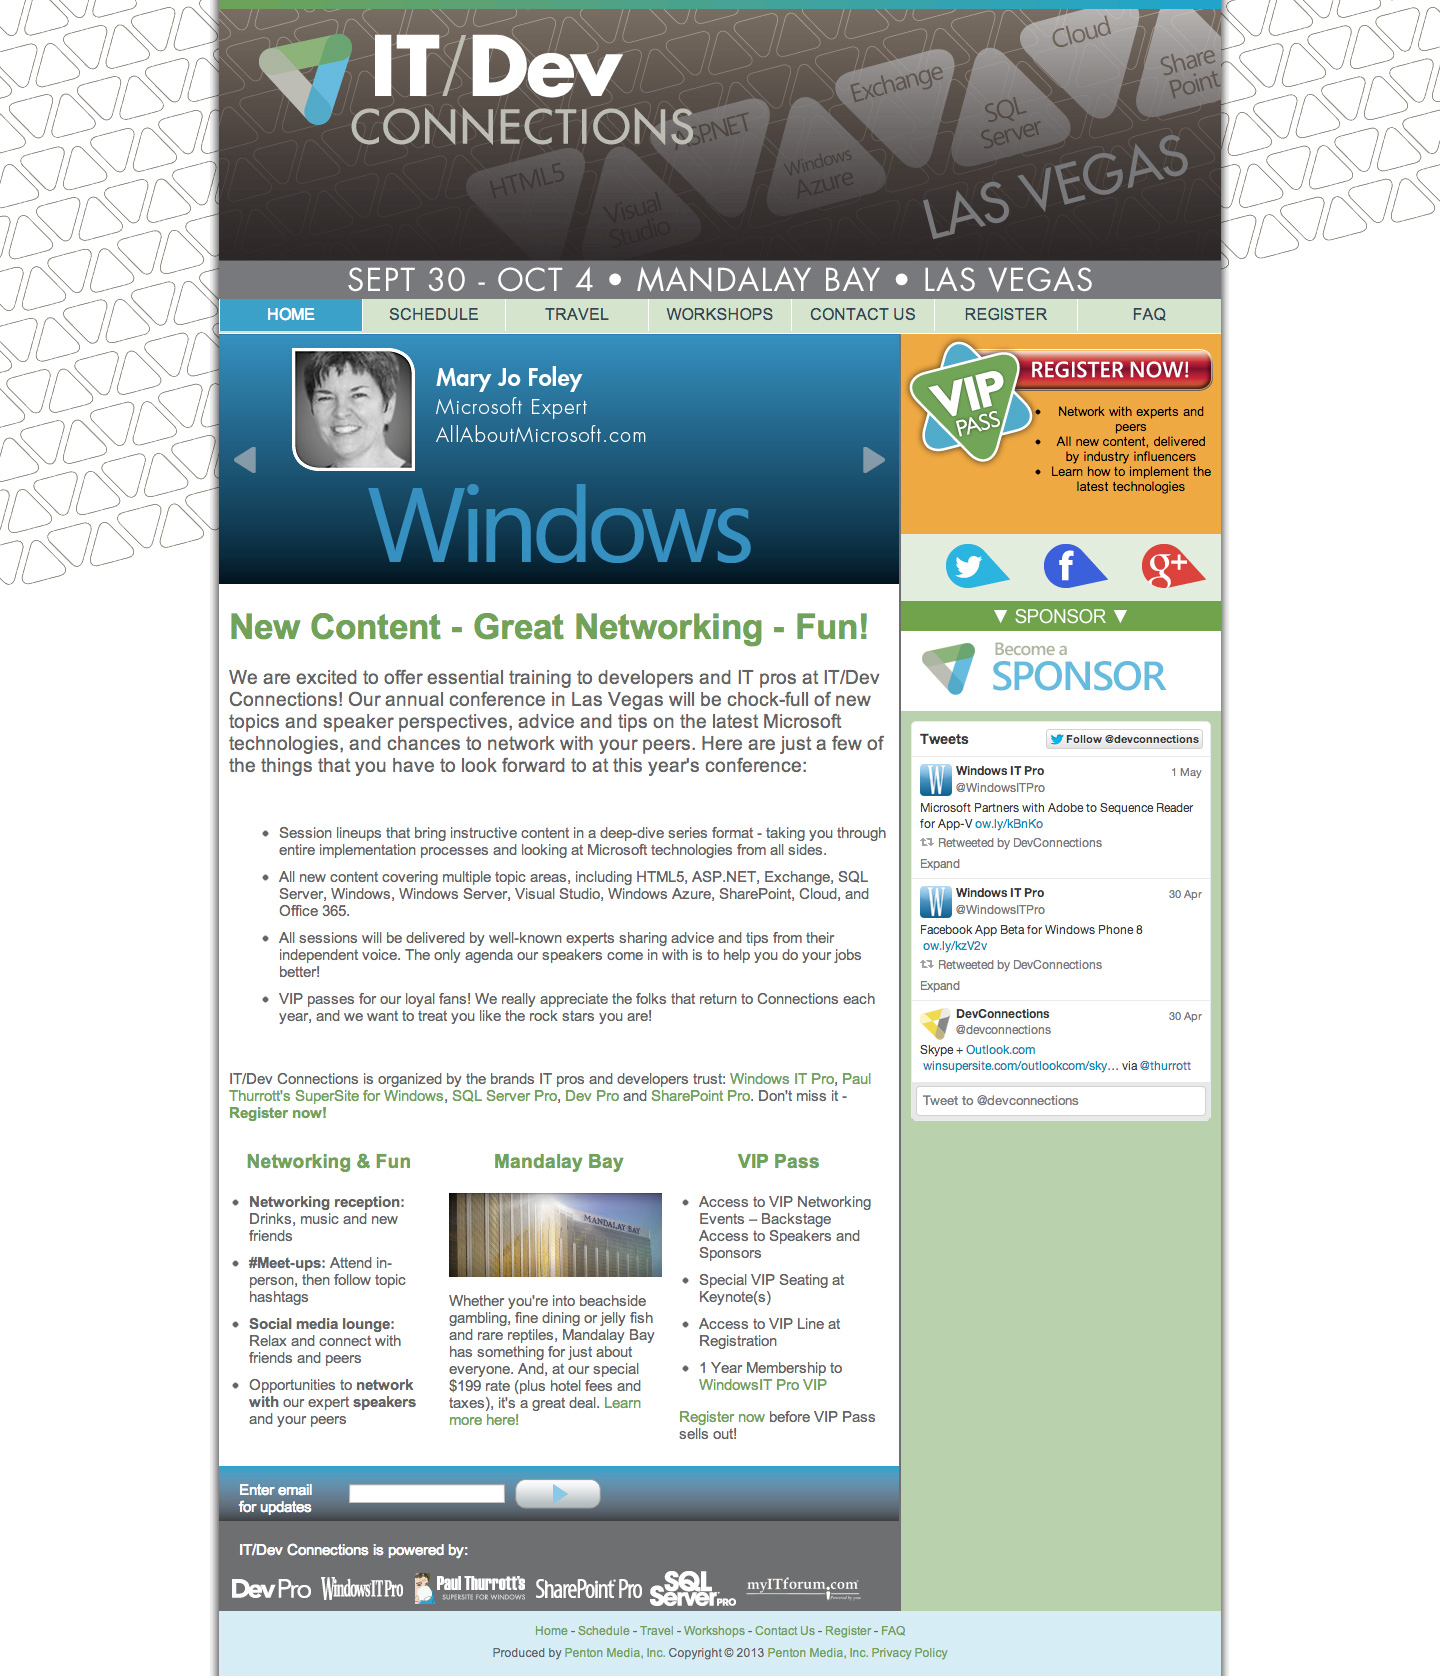 IT/Dev
CONNECTIONS
HTML5
Visual
Studio
ASP.NET
Windows
Azure
Exchange
SQL
Server
Cloud
Share
Point
LAS VEGAS
SEPT 30 - OCT 4 • MANDALAY BAY • LAS VEGAS
HOME SCHEDULE TRAVEL WORKSHOPS CONTACT US REGISTER FAQ
Mary Jo Foley
Microsoft Expert
AllAboutMicrosoft.com
Windows
VIP
PASS
REGISTER NOW!
• Network with experts and
peers
• All new content, delivered
by industry influencers
• Learn how to implement the
latest technologies
f
g+
▼ SPONSOR ▼
Become a
SPONSOR
New Content - Great Networking - Fun!
We are excited to offer essential training to developers and IT pros at IT/Dev
Connections! Our annual conference in Las Vegas will be chock-full of new
topics and speaker perspectives, advice and tips on the latest Microsoft
technologies, and chances to network with your peers. Here are just a few of
the things that you have to look forward to at this year's conference:
• Session lineups that bring instructive content in a deep-dive series format - taking you through
entire implementation processes and looking at Microsoft technologies from all sides.
• All new content covering multiple topic areas, including HTML5, ASP.NET, Exchange, SQL
Server, Windows, Windows Server, Visual Studio, Windows Azure, SharePoint, Cloud, and
Office 365.
• All sessions will be delivered by well-known experts sharing advice and tips from their
independent voice. The only agenda our speakers come in with is to help you do your jobs
better!
• VIP passes for our loyal fans! We really appreciate the folks that return to Connections each
year, and we want to treat you like the rock stars you are!
IT/Dev Connections is organized by the brands IT pros and developers trust: Windows IT Pro, Paul
Thurrott's SuperSite for Windows, SQL Server Pro, Dev Pro and SharePoint Pro. Don't miss it -
Register now!
Networking & Fun
• Networking reception:
Drinks, music and new
friends
• #Meet-ups: Attend in-
person, then follow topic
hashtags
• Social media lounge:
Relax and connect with
friends and peers
• Opportunities to network
with our expert speakers
and your peers
Mandalay Bay
MANDALAY BAY
Whether you're into beachside
gambling, fine dining or jelly fish
and rare reptiles, Mandalay Bay
has something for just about
everyone. And, at our special
$199 rate (plus hotel fees and
taxes), it's a great deal. Learn
more here!
VIP Pass
• Access to VIP Networking
Events – Backstage
Access to Speakers and
Sponsors
• Special VIP Seating at
Keynote(s)
• Access to VIP Line at
Registration
• 1 Year Membership to
WindowsIT Pro VIP
Register now before VIP Pass
sells out!
Tweets
Follow @devconnections
W
Windows IT Pro 1 May
@WindowsITPro
Microsoft Partners with Adobe to Sequence Reader
for App-V ow.ly/kBnKo
Retweeted by DevConnections
Expand
W
Windows IT Pro 30 Apr
@WindowsITPro
Facebook App Beta for Windows Phone 8
ow.ly/kzV2v
Retweeted by DevConnections
Expand
DevConnections 30 Apr
@devconnections
Skype + Outlook.com
winsupersite.com/outlookcom/sky… via @thurrott
Tweet to @devconnections
Enter email
for updates
IT/Dev Connections is powered by:
DevPro
WindowsITPro
Paul Thurrott's
SUPERSITE FOR WINDOWS
SharePoint Pro
SQL
Server PRO
myITforum.com
Home - Schedule - Travel - Workshops - Contact Us - Register - FAQ
Produced by Penton Media, Inc. Copyright © 2013 Penton Media, Inc. Privacy Policy